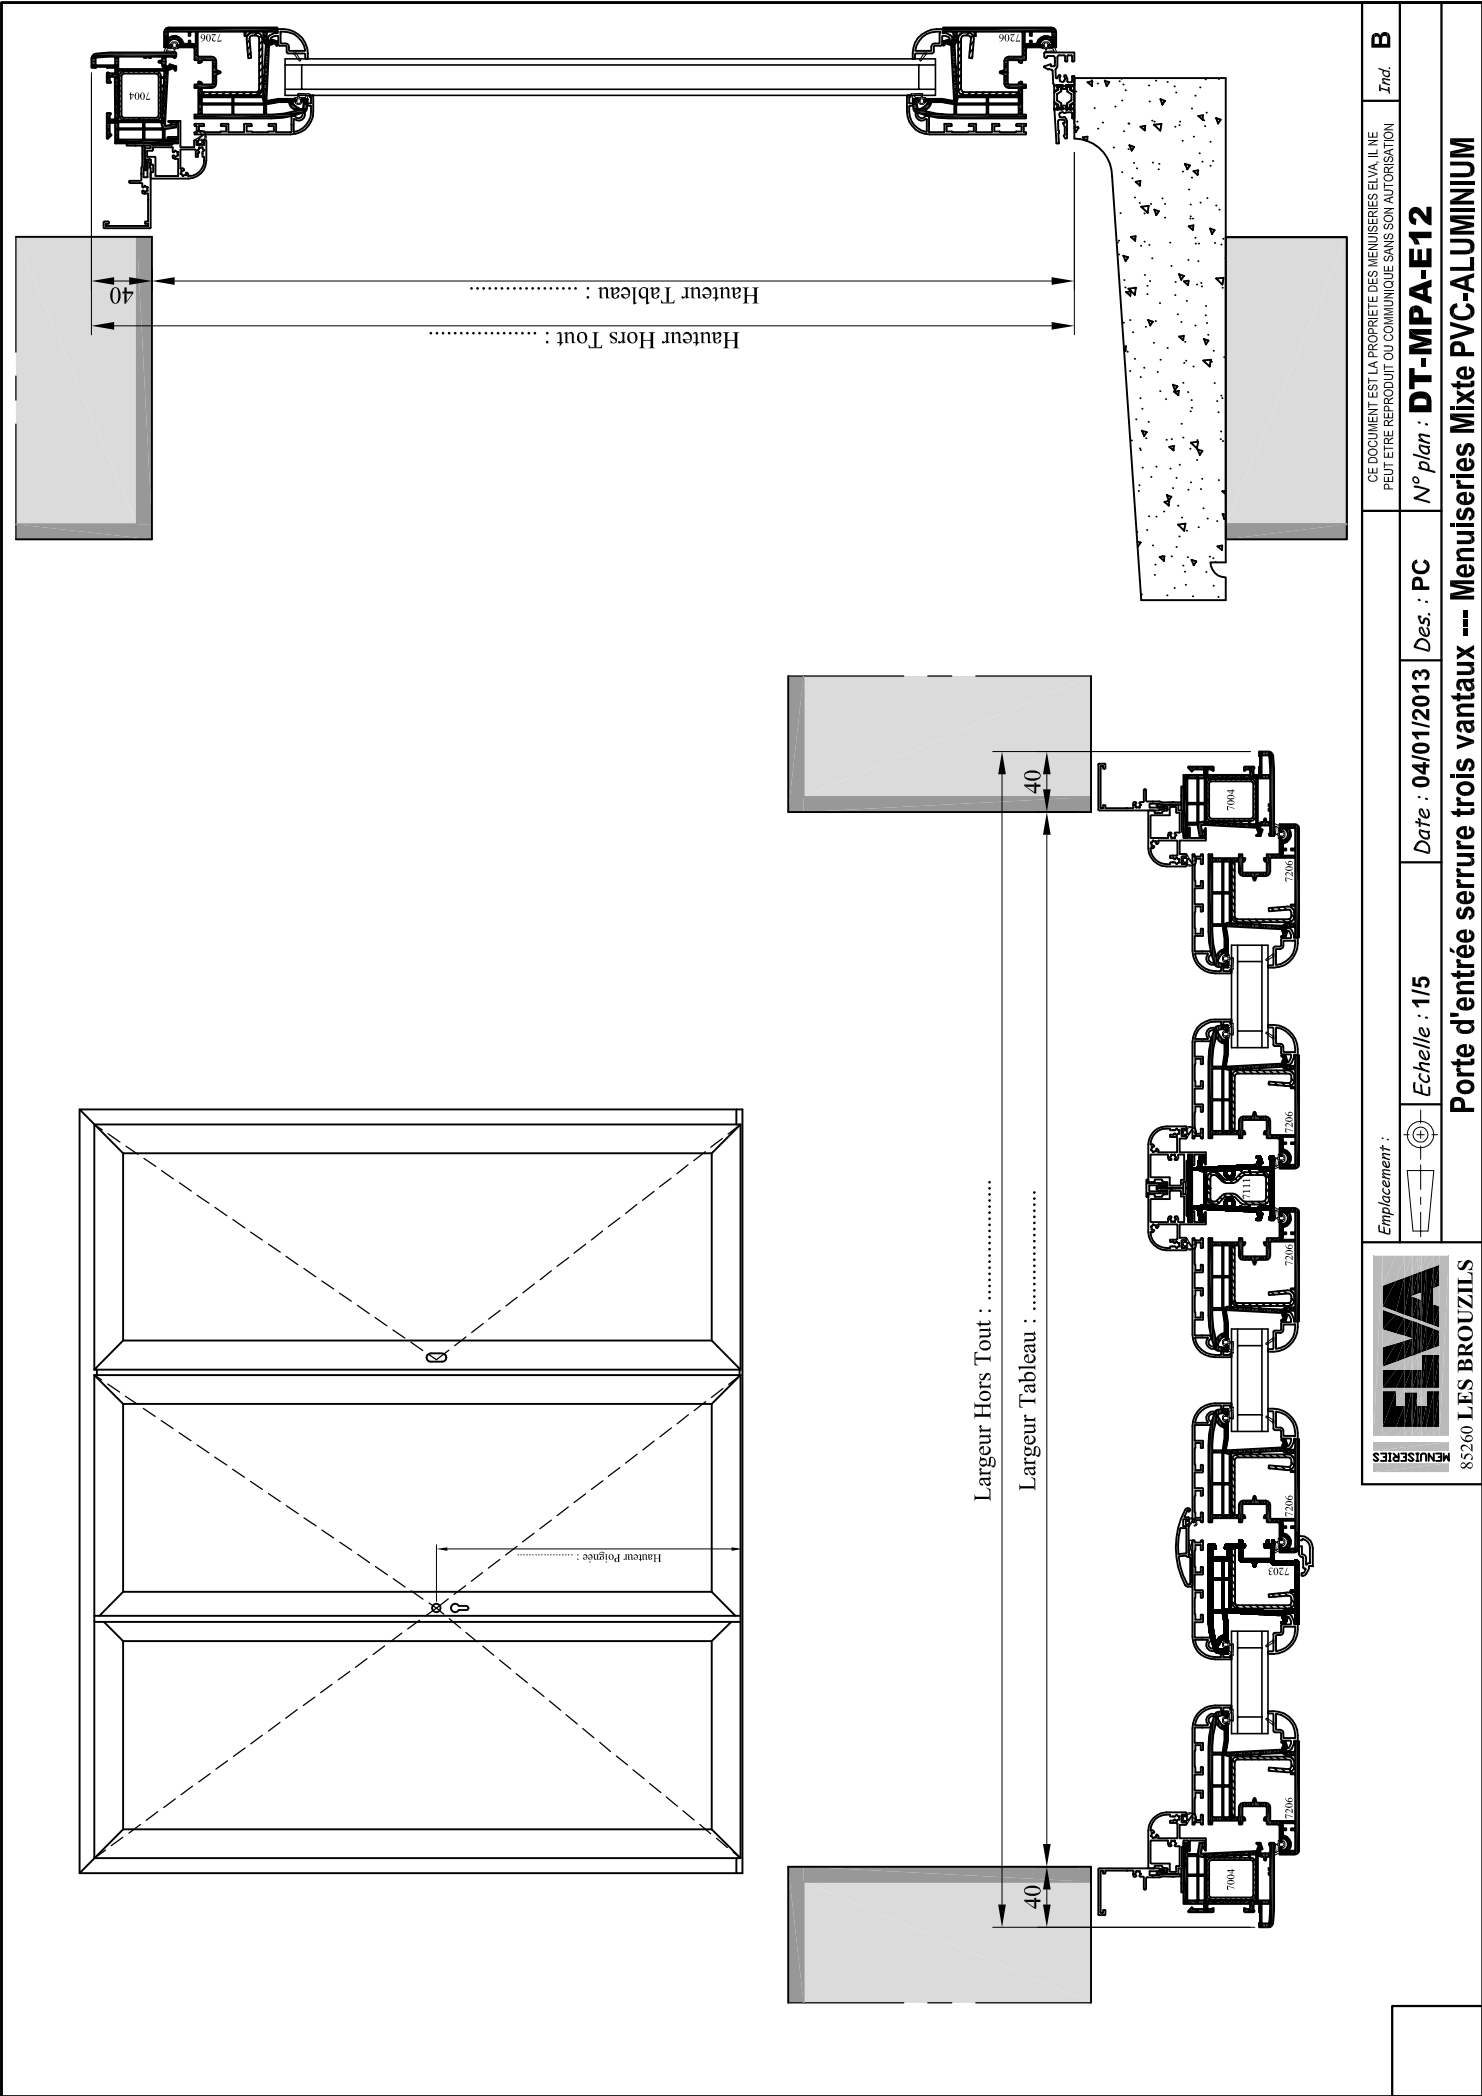 7004
7206
7206
40
Hauteur Tableau : ..................
Hauteur Hors Tout : ..................
Hauteur Poignée : ..................
Largeur Hors Tout : ..................
Largeur Tableau : ..................
40
40
7004
7206
7203
7206
7206
7111
7206
7206
7004
MENUISERIES
ELVA
85260 LES BROUZILS
Emplacement :
CE DOCUMENT EST LA PROPRIETE DES MENUISERIES ELVA, IL NE
PEUT ETRE REPRODUIT OU COMMUNIQUE SANS SON AUTORISATION
Ind. B
Echelle : 1/5
Date : 04/01/2013
Des. : PC
N° plan : DT-MPA-E12
Porte d'entrée serrure trois vantaux --- Menuiseries Mixte PVC-ALUMINIUM